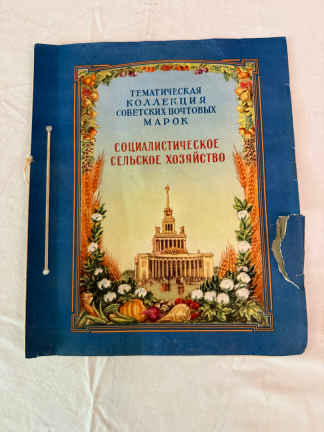 ТЕМАТИЧЕСКАЯ
КОЛЛЕКЦИЯ
СОВЕТСКИХ ПОЧТОВЫХ
МАРОК
СОЦИАЛИСТИЧЕСКОЕ
СЕЛЬСКОЕ ХОЗЯЙСТВО